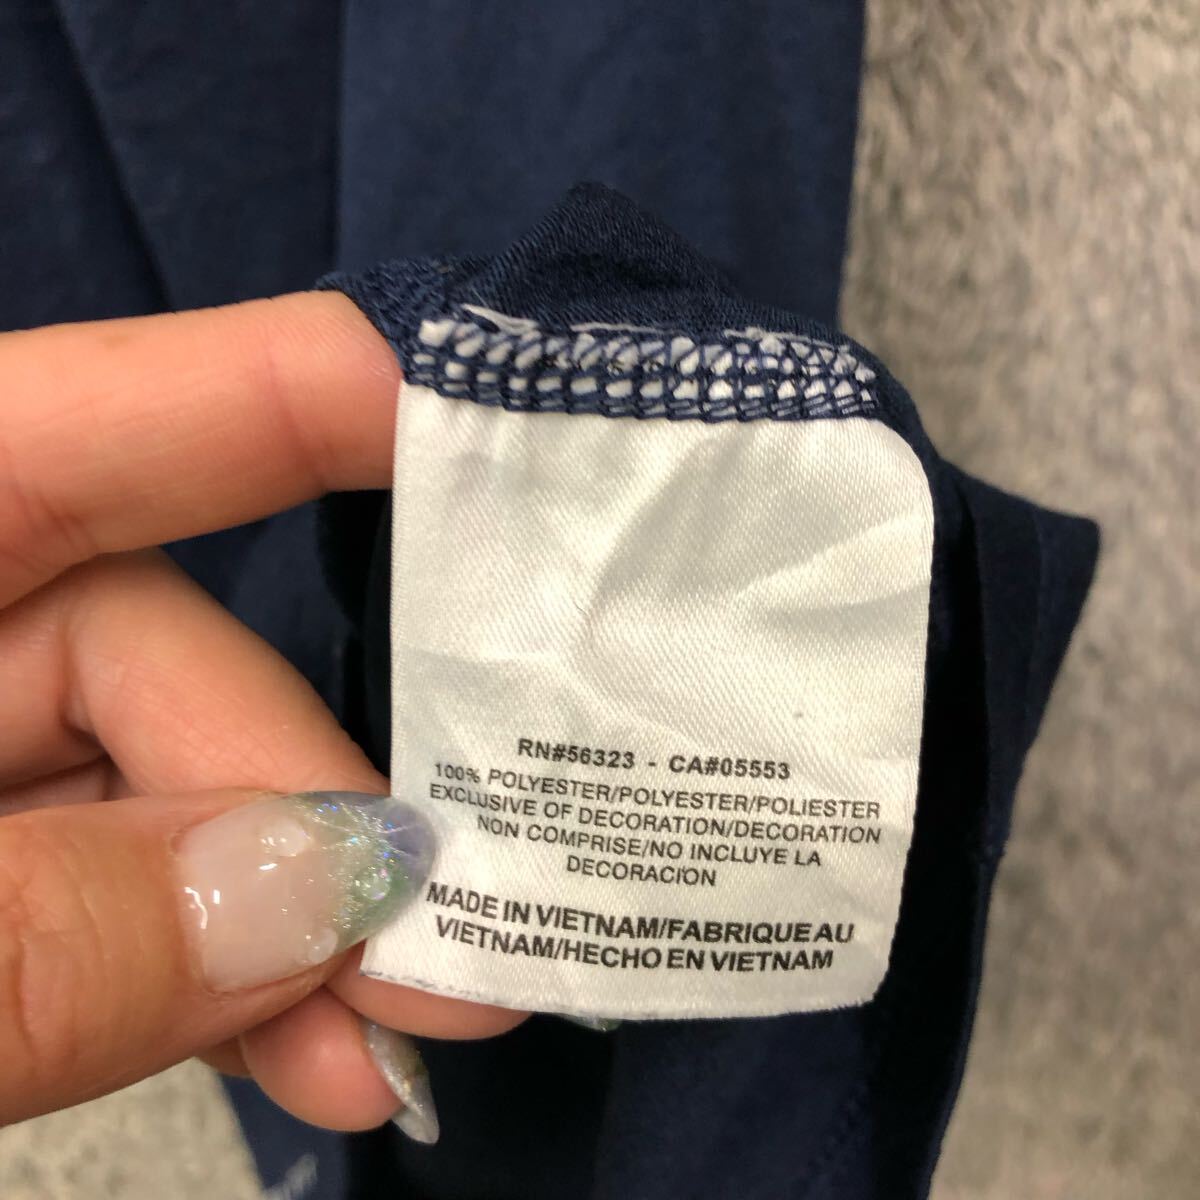 RN#56323 - CA#05553
100% POLYESTER/POLYESTER/POLIESTER
EXCLUSIVE OF DECORATION/DECORATION
NON COMPRISE/NO INCLUYE LA
DECORACION
MADE IN VIETNAM/FABRIQUE AU
VIETNAM/HECHO EN VIETNAM